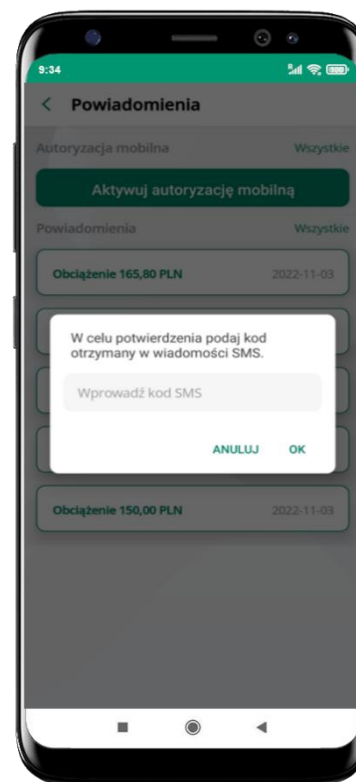 9:34
Powiadomienia
Autoryzacja mobilna Wszystkie
Aktywuj autoryzację mobilną
Powiadomienia Wszystkie
Obciążenie 165,80 PLN 2022-11-03
W celu potwierdzenia podaj kod
otrzymany w wiadomości SMS.
Wprowadź kod SMS
ANULUJ OK
Obciążenie 150,00 PLN 2022-11-03